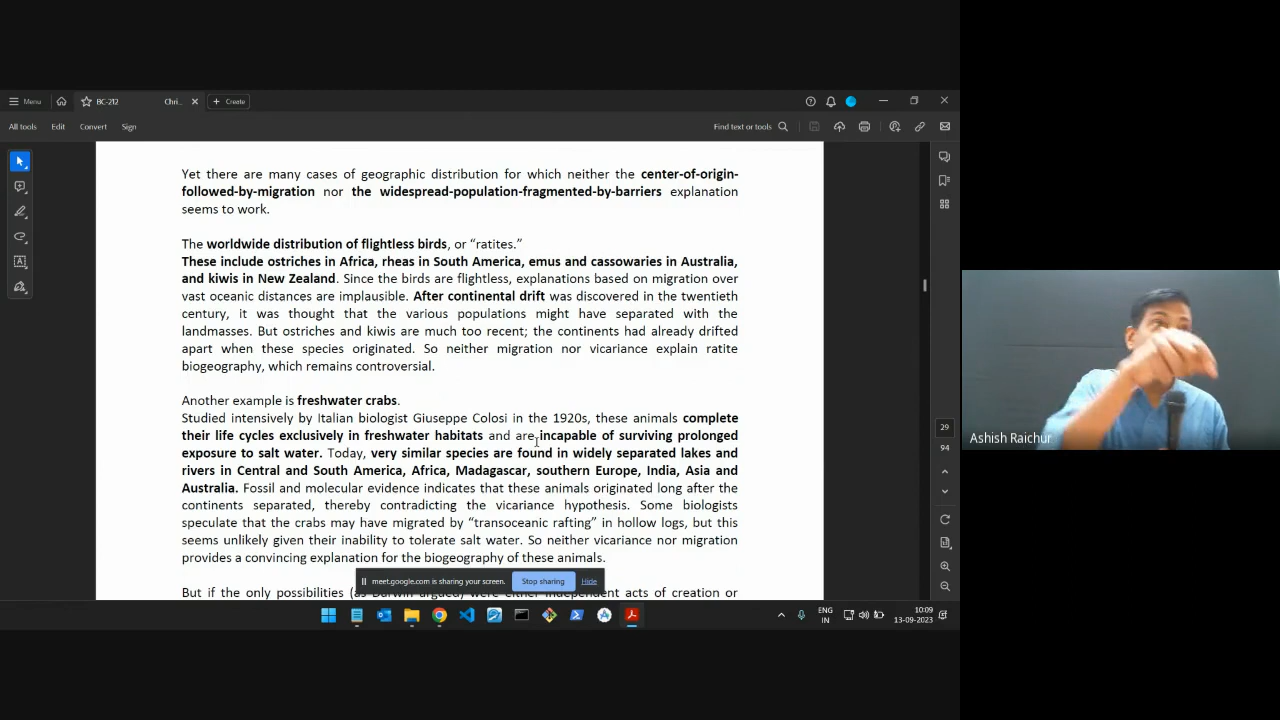 Menu
BC-212
Chri...
Create
All tools
Edit
Convert
Sign
Find text or tools
Yet there are many cases of geographic distribution for which neither the center-of-origin-
followed-by-migration nor the widespread-population-fragmented-by-barriers explanation
seems to work.
The worldwide distribution of flightless birds, or “ratites.”
These include ostriches in Africa, rheas in South America, emus and cassowaries in Australia,
and kiwis in New Zealand. Since the birds are flightless, explanations based on migration over
vast oceanic distances are implausible. After continental drift was discovered in the twentieth
century, it was thought that the various populations might have separated with the
landmasses. But ostriches and kiwis are much too recent; the continents had already drifted
apart when these species originated. So neither migration nor vicariance explain ratite
biogeography, which remains controversial.
Another example is freshwater crabs.
Studied intensively by Italian biologist Giuseppe Colosi in the 1920s, these animals complete
their life cycles exclusively in freshwater habitats and are incapable of surviving prolonged
exposure to salt water. Today, very similar species are found in widely separated lakes and
rivers in Central and South America, Africa, Madagascar, southern Europe, India, Asia and
Australia. Fossil and molecular evidence indicates that these animals originated long after the
continents separated, thereby contradicting the vicariance hypothesis. Some biologists
speculate that the crabs may have migrated by “transoceanic rafting” in hollow logs, but this
seems unlikely given their inability to tolerate salt water. So neither vicariance nor migration
provides a convincing explanation for the biogeography of these animals.
But if the only possibilities (as Darwin argued) were either independent acts of creation or
meet.google.com is sharing your screen.
Stop sharing
Hide
29
94
ENG
IN
10:09
13-09-2023
Ashish Raichur